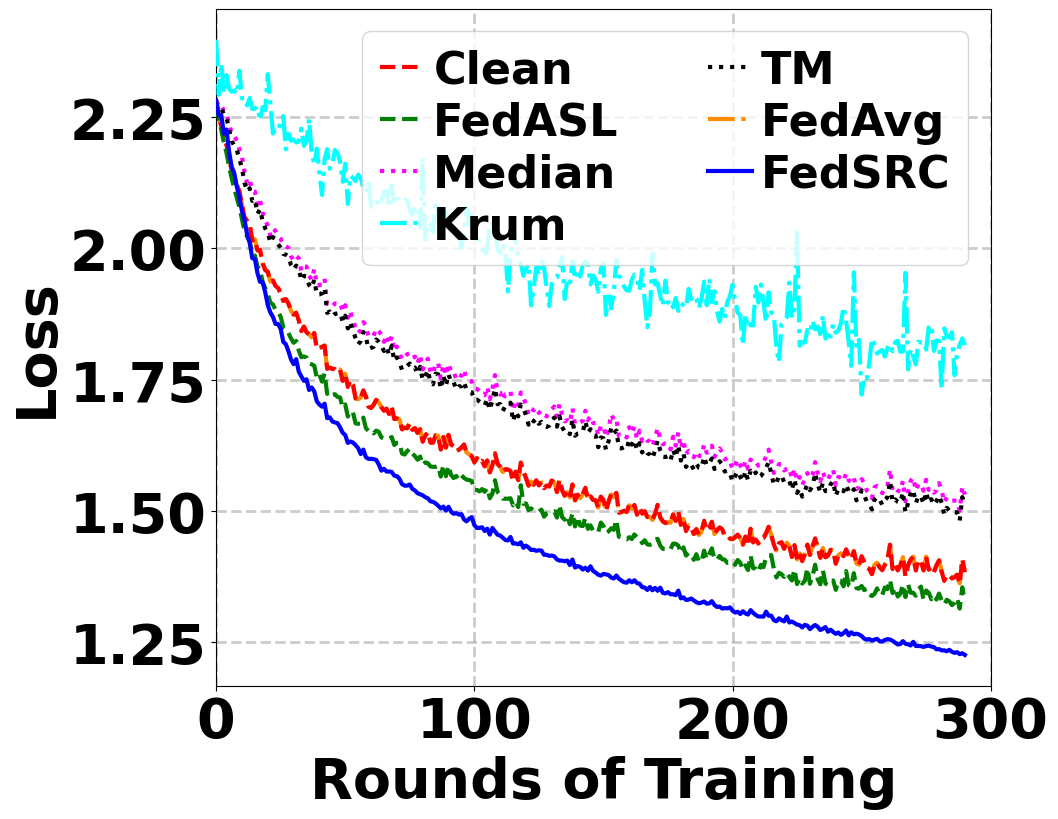 Clean
FedASL
Median
Krum
TM
FedAvg
FedSRC
Loss
2.25
2.00
1.75
1.50
1.25
0 100 200 300
Rounds of Training